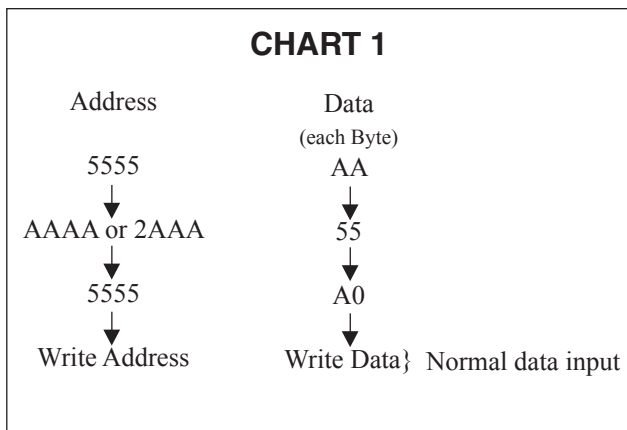 CHART 1
Address Data
(each Byte)
5555 AA
AAAA or 2AAA 55
5555 A0
Write Address Write Data} Normal data input